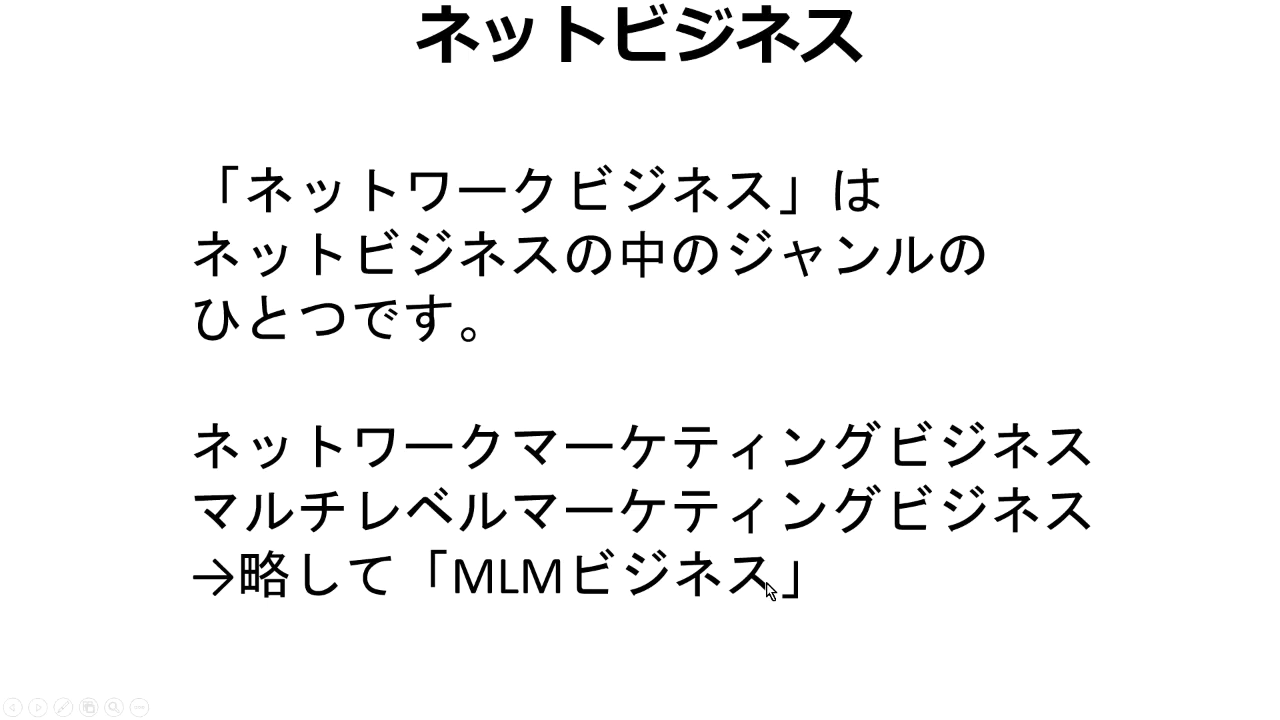 ネットビジネス
「ネットワークビジネス」は
ネットビジネスの中のジャンルの
ひとつです。
ネットワークマーケティングビジネス
マルチレベルマーケティングビジネス
→略して「MLMビジネス」